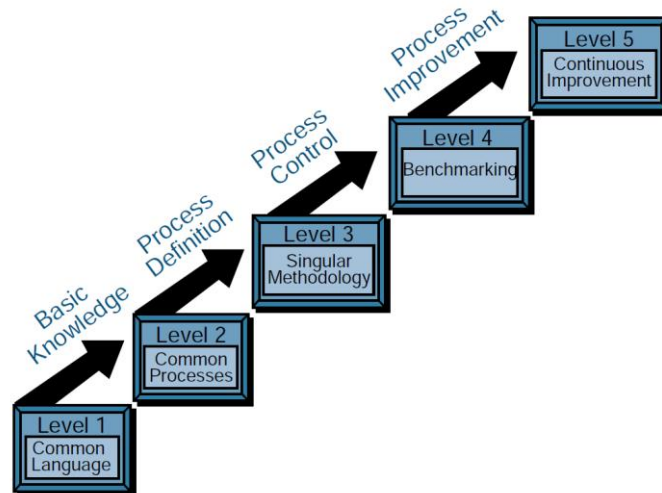 Level 5
Continuous
Improvement
Process
Improvement
Level 4
Benchmarking
Process
Control
Level 3
Singular
Methodology
Process
Definition
Level 2
Common
Processes
Basic
Knowledge
Level 1
Common
Language